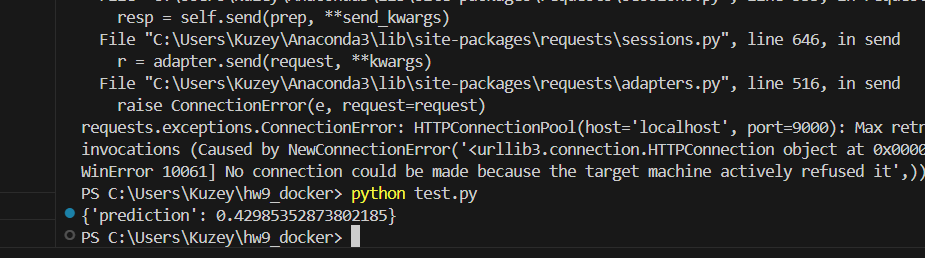 resp = self.send(prep, **send_kwargs)
File "C:\Users\Kuzey\Anaconda3\lib\site-packages\requests\sessions.py", line 646, in send
r = adapter.send(request, **kwargs)
File "C:\Users\Kuzey\Anaconda3\lib\site-packages\requests\adapters.py", line 516, in send
raise ConnectionError(e, request=request)
requests.exceptions.ConnectionError: HTTPConnectionPool(host='localhost', port=9000): Max retr
invocations (Caused by NewConnectionError('<urllib3.connection.HTTPConnection object at 0x0000
WinError 10061] No connection could be made because the target machine actively refused it',))
PS C:\Users\Kuzey\hw9_docker> python test.py
{'prediction': 0.42985352873802185}
PS C:\Users\Kuzey\hw9_docker>